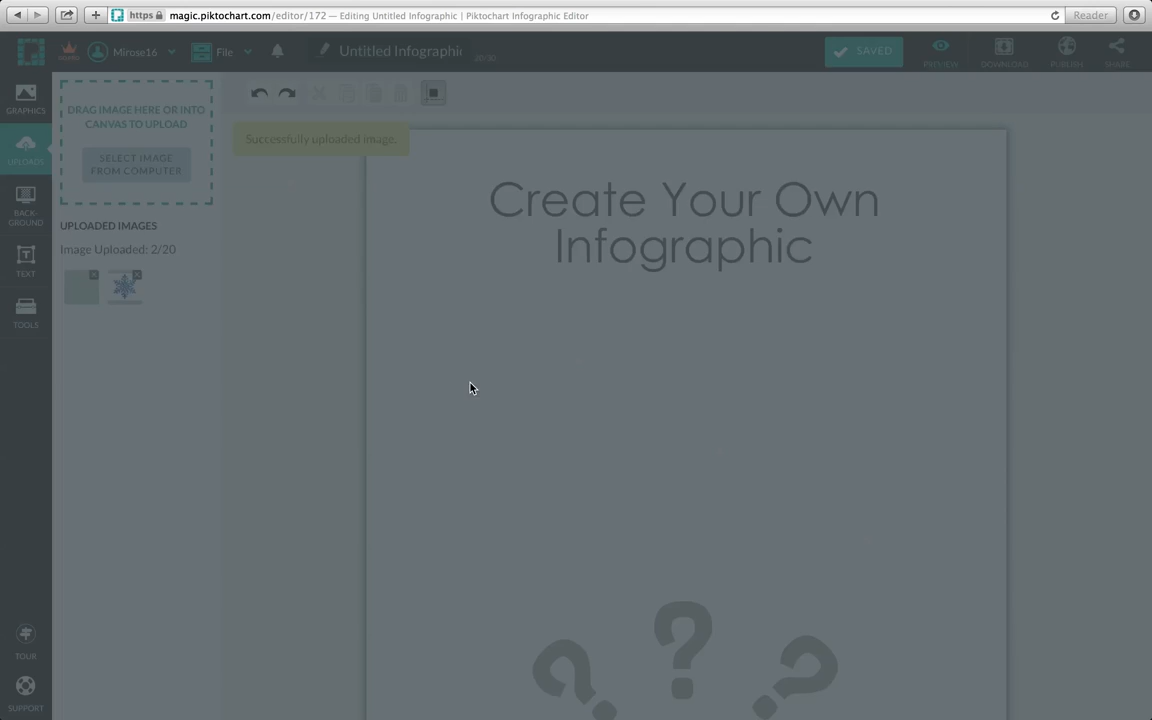 https magic.piktochart.com/editor/172 — Editing Untitled Infographic | Piktochart Infographic Editor
Reader
Mirose16
File
Untitled Infographi
SAVED
PREVIEW
DOWNLOAD
PUBLISH
SHARE
GRAPHICS
UPLOADS
BACK-
GROUND
TEXT
TOOLS
TOUR
SUPPORT
DRAG IMAGE HERE OR INTO
CANVAS TO UPLOAD
SELECT IMAGE
FROM COMPUTER
UPLOADED IMAGES
Image Uploaded: 2/20
Successfully uploaded image.
Create Your Own
Infographic
? ? ?